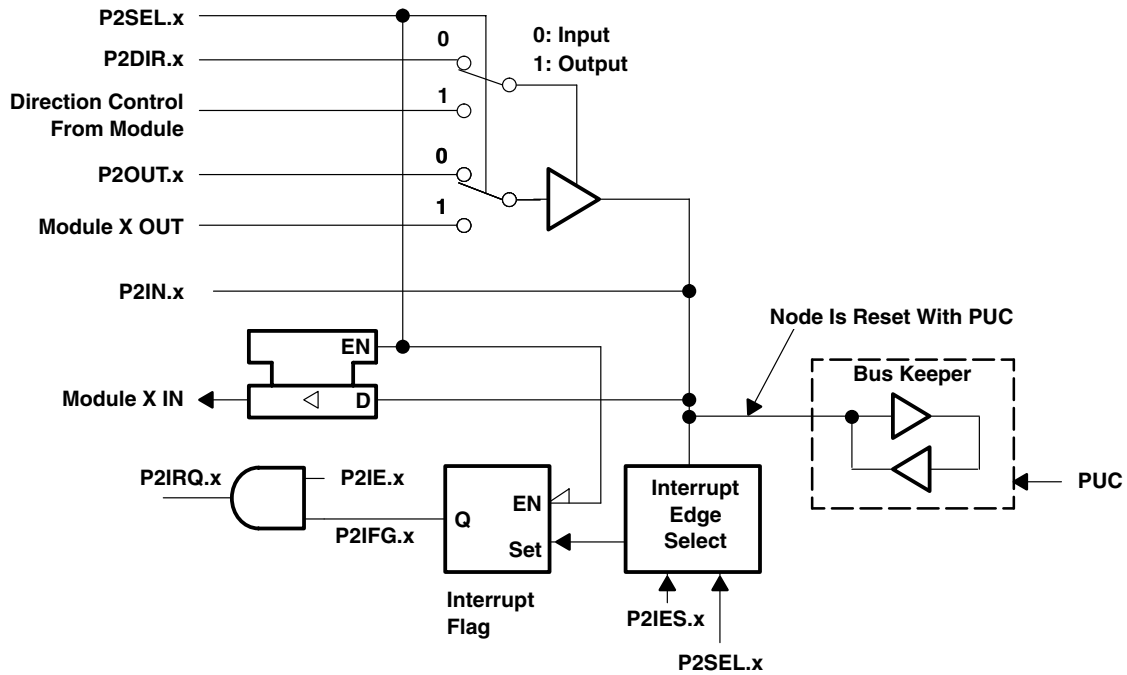 P2SEL.x
0
P2DIR.x
0: Input
1: Output
Direction Control
From Module
1
P2OUT.x
0
Module X OUT
1
P2IN.x
Node Is Reset With PUC
EN
Bus Keeper
Module X IN
D
P2IRQ.x
P2IE.x
EN
Interrupt
Edge
Select
PUC
P2IFG.x
Q
Set
Interrupt
Flag
P2IES.x
P2SEL.x